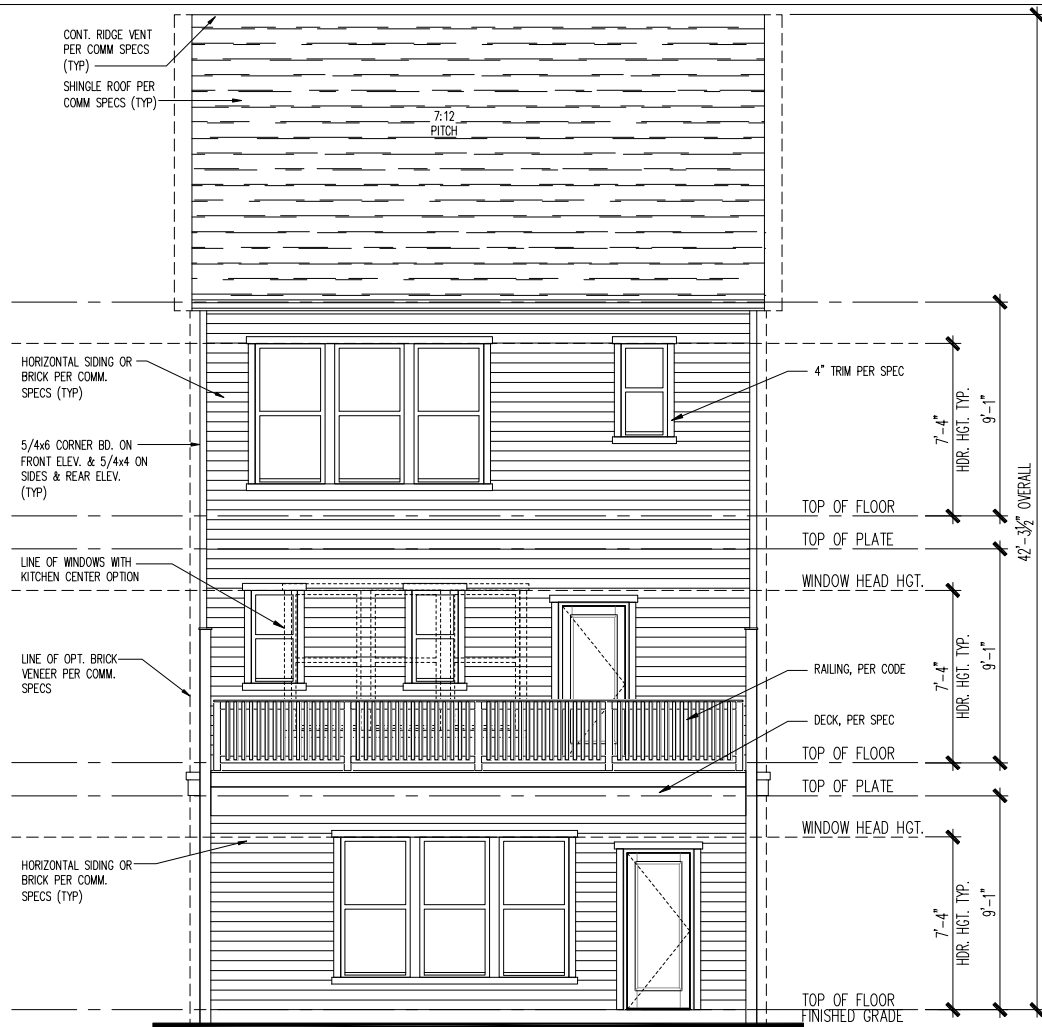 CONT. RIDGE VENT
PER COMM SPECS
(TYP)
SHINGLE ROOF PER
COMM SPECS (TYP)
7:12
PITCH
HORIZONTAL SIDING OR
BRICK PER COMM.
SPECS (TYP)
4" TRIM PER SPEC
7'-4"
HDR. HGT. TYP.
9'-1"
5/4x6 CORNER BD. ON
FRONT ELEV. & 5/4x4 ON
SIDES & REAR ELEV.
(TYP)
42'-3½" OVERALL
TOP OF FLOOR
TOP OF PLATE
LINE OF WINDOWS WITH
KITCHEN CENTER OPTION
WINDOW HEAD HGT.
LINE OF OPT. BRICK
VENEER PER COMM.
SPECS
RAILING, PER CODE
7'-4"
HDR. HGT. TYP.
9'-1"
DECK, PER SPEC
TOP OF FLOOR
TOP OF PLATE
WINDOW HEAD HGT.
HORIZONTAL SIDING OR
BRICK PER COMM.
SPECS (TYP)
7'-4"
HDR. HGT. TYP.
9'-1"
TOP OF FLOOR
FINISHED GRADE